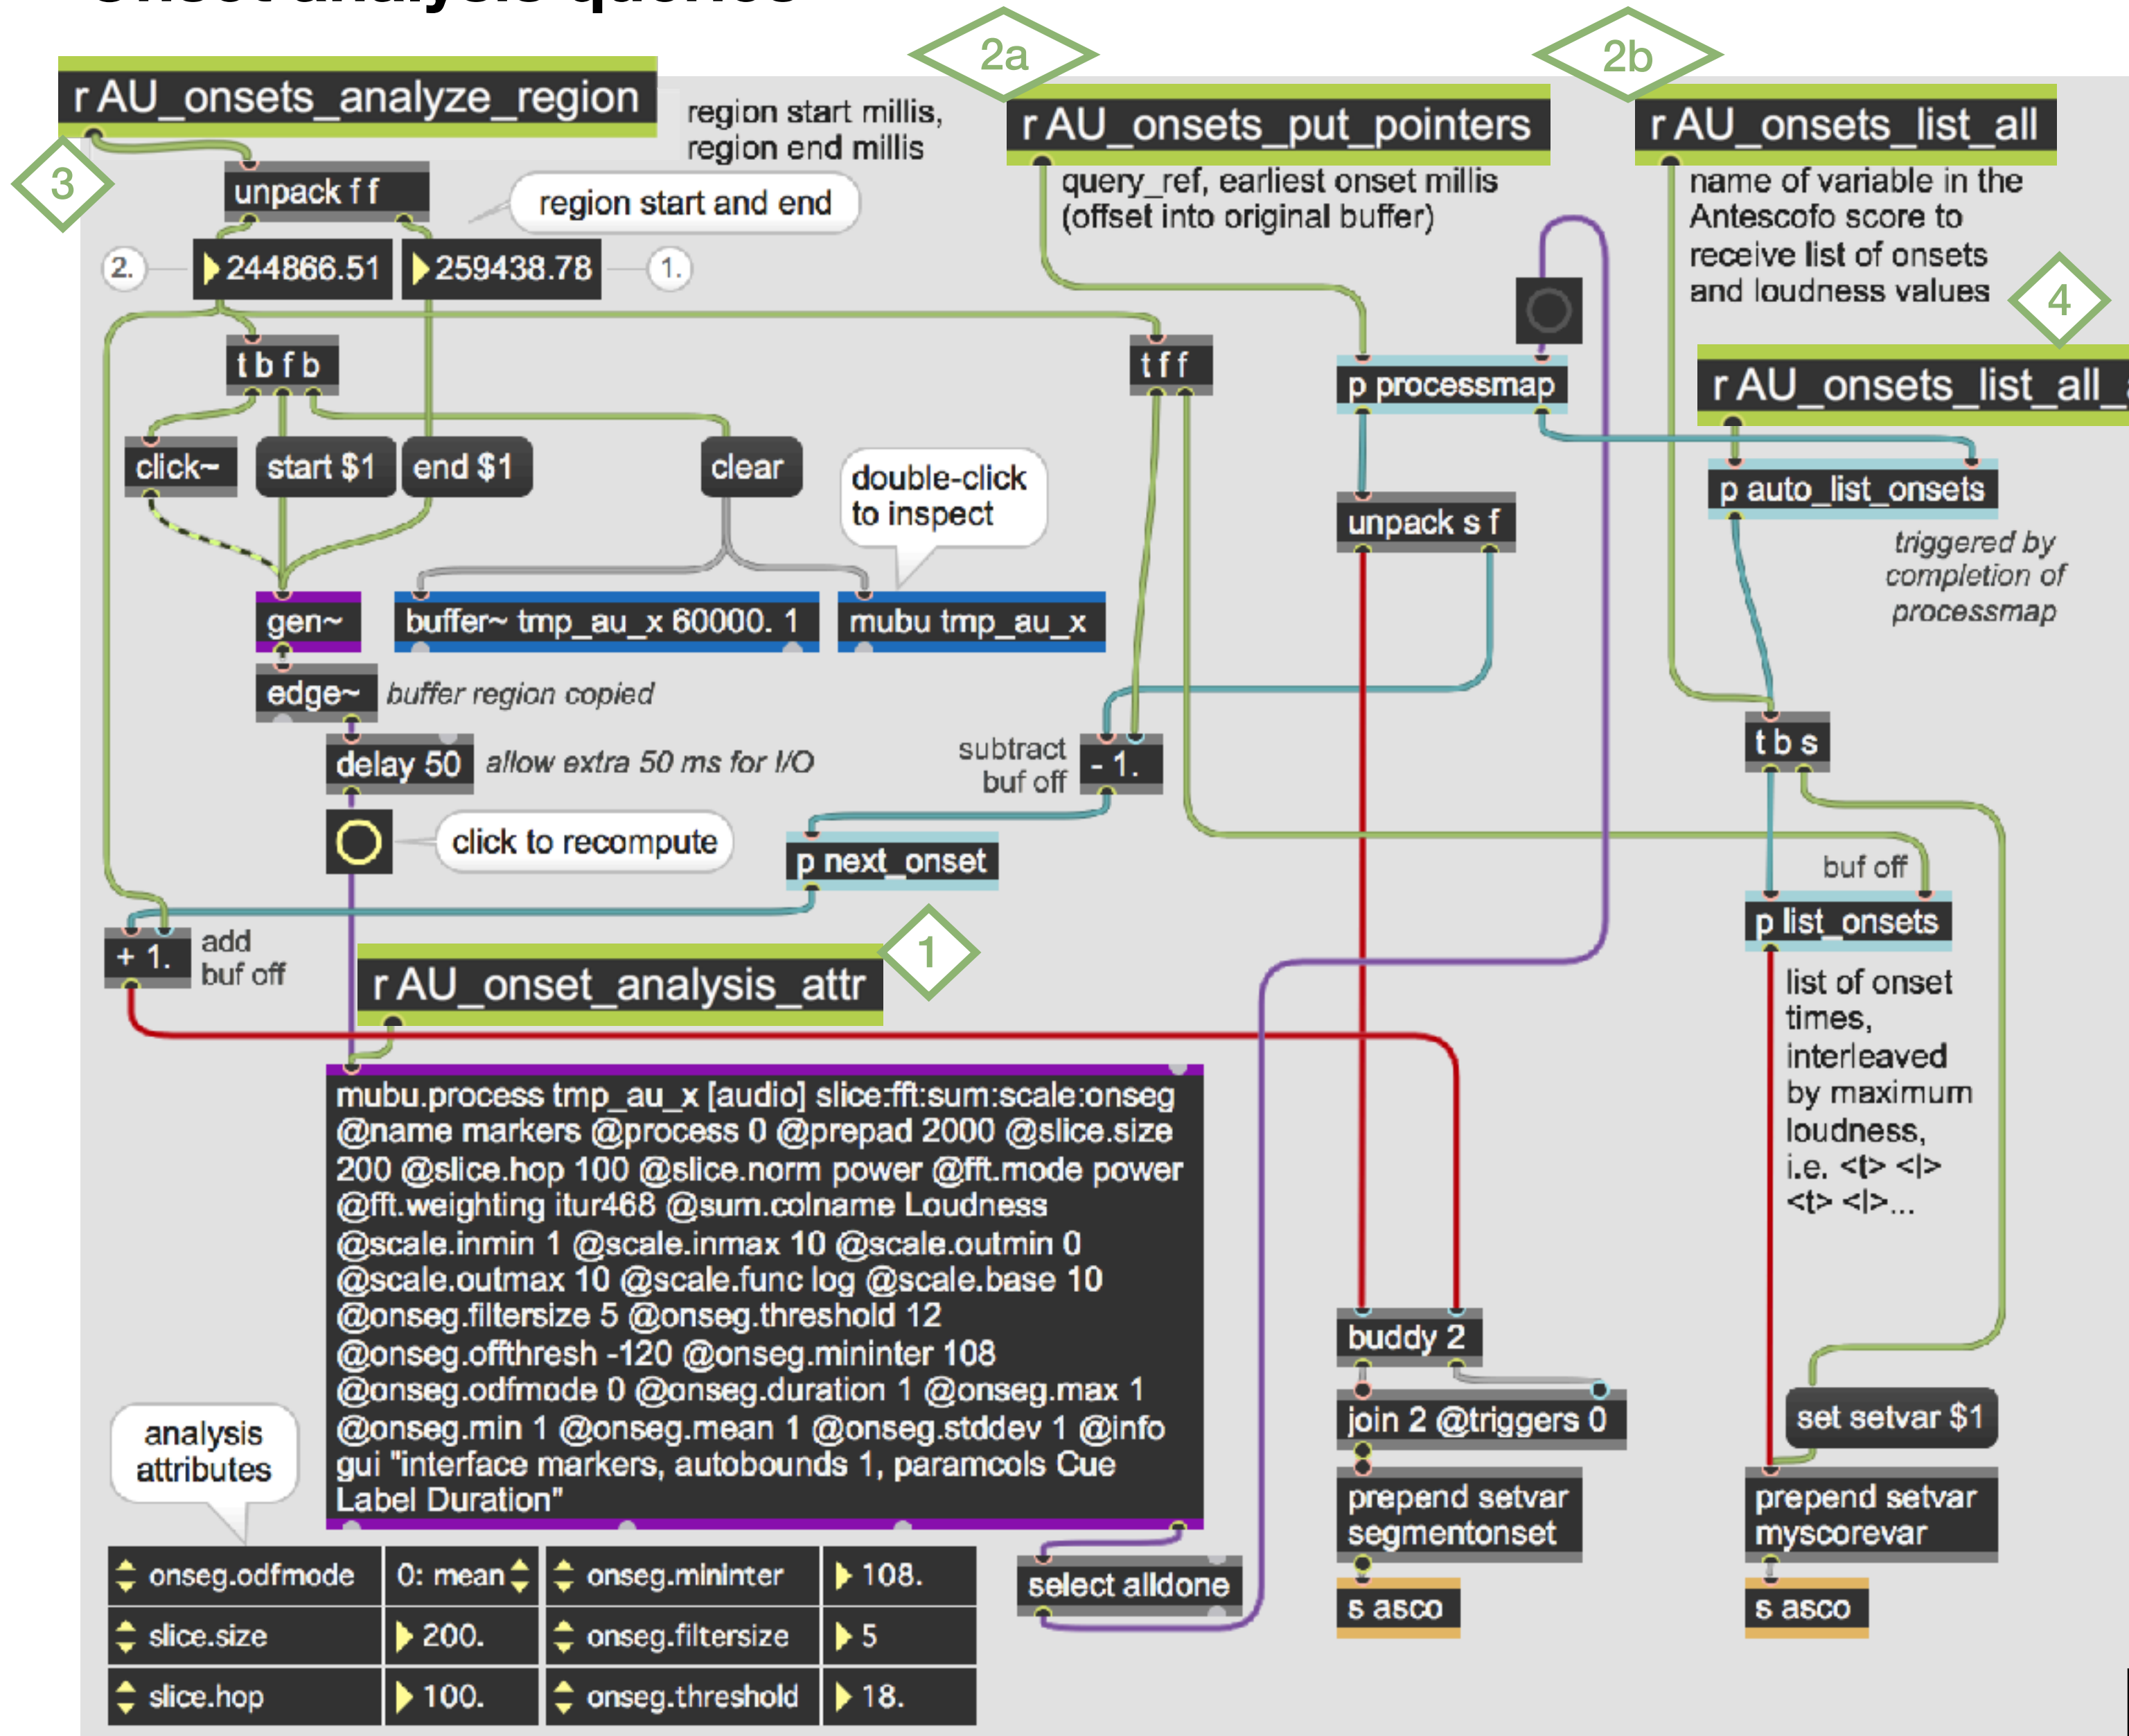 Onset analysis queries
2a
2b
r AU_onsets_analyze_region
region start millis,
region end millis
r AU_onsets_put_pointers
r AU_onsets_list_all
3
unpack f f
region start and end
query_ref, earliest onset millis
(offset into original buffer)
name of variable in the
Antescofo score to
receive list of onsets
and loudness values
4
2.
244866.51
259438.78
1.
t b f b
t f f
p processmap
r AU_onsets_list_all_
click~
start $1
end $1
clear
double-click
to inspect
p auto_list_onsets
unpack s f
triggered by
completion of
processmap
gen~
buffer~ tmp_au_x 60000. 1
mubu tmp_au_x
edge~
buffer region copied
delay 50
allow extra 50 ms for I/O
subtract
buf off
- 1.
t b s
click to recompute
p next_onset
buf off
p list_onsets
+ 1.
add
buf off
1
r AU_onset_analysis_attr
list of onset
times,
interleaved
by maximum
loudness,
i.e. <t> <l>
<t> <l>...
mubu.process tmp_au_x [audio] slice:fft:sum:scale:onseg
@name markers @process 0 @prepad 2000 @slice.size
200 @slice.hop 100 @slice.norm power @fft.mode power
@fft.weighting itur468 @sum.colname Loudness
@scale.inmin 1 @scale.inmax 10 @scale.outmin 0
@scale.outmax 10 @scale.func log @scale.base 10
@onseg.filtersize 5 @onseg.threshold 12
@onseg.offthresh -120 @onseg.mininter 108
@onseg.odfmode 0 @onseg.duration 1 @onseg.max 1
@onseg.min 1 @onseg.mean 1 @onseg.stddev 1 @info
gui "interface markers, autobounds 1, paramcols Cue
Label Duration"
buddy 2
join 2 @triggers 0
set setvar $1
analysis
attributes
prepend setvar
segmentonset
prepend setvar
myscorevar
onseg.odfmode
0: mean
onseg.mininter
108.
select alldone
s asco
s asco
slice.size
200.
onseg.filtersize
5
slice.hop
100.
onseg.threshold
18.